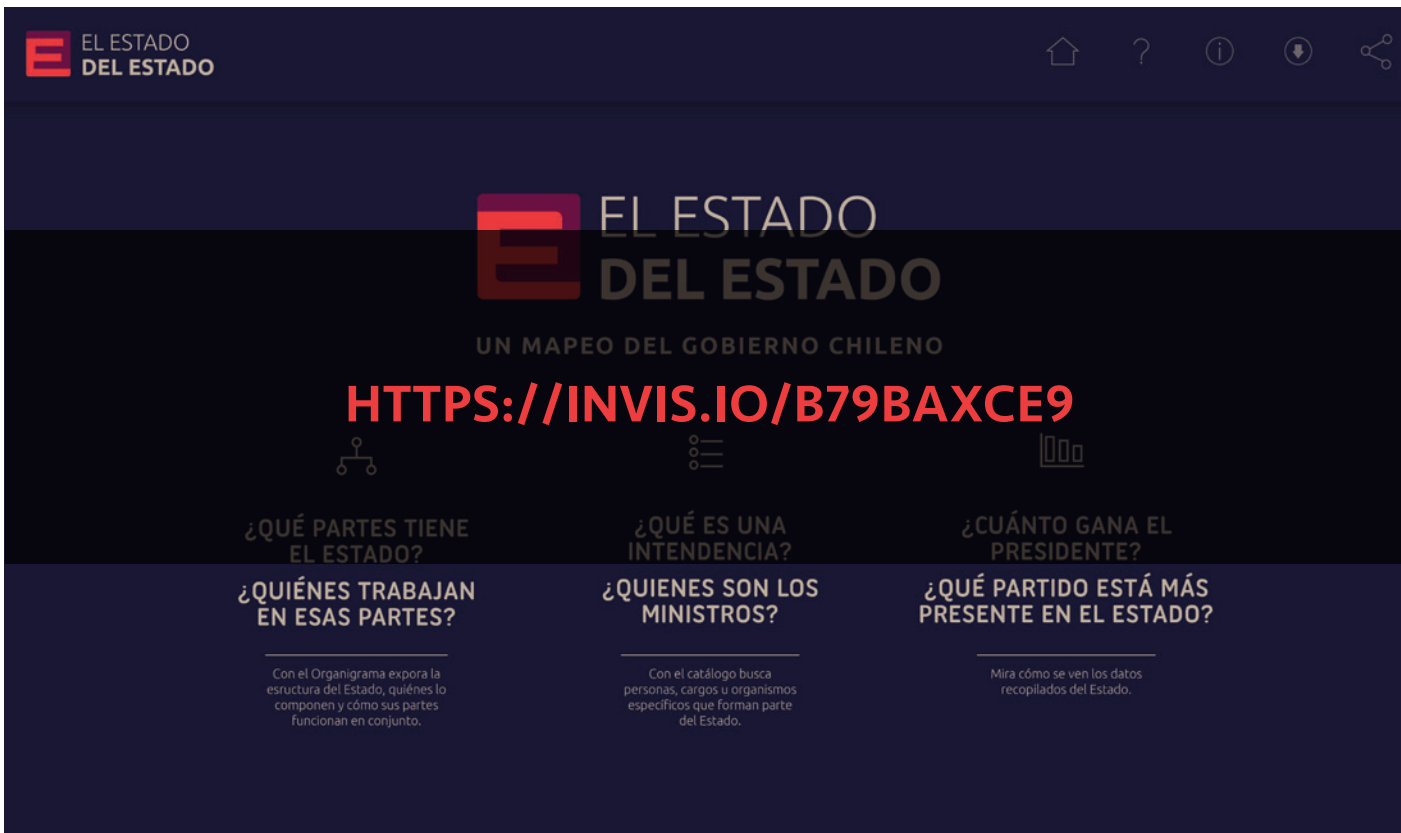 EL ESTADO
DEL ESTADO
?
i
EL ESTADO
DEL ESTADO
UN MAPEO DEL GOBIERNO CHILENO
HTTPS://INVIS.IO/B79BAXCE9
¿QUÉ PARTES TIENE
EL ESTADO?
¿QUIÉNES TRABAJAN
EN ESAS PARTES?
Con el Organigrama expora la
esructura del Estado, quiénes lo
componen y cómo sus partes
funcionan en conjunto.
¿QUÉ ES UNA
INTENDENCIA?
¿QUIENES SON LOS
MINISTROS?
Con el catálogo busca
personas, cargos u organismos
específicos que forman parte
del Estado.
¿CUÁNTO GANA EL
PRESIDENTE?
¿QUÉ PARTIDO ESTÁ MÁS
PRESENTE EN EL ESTADO?
Mira cómo se ven los datos
recopilados del Estado.